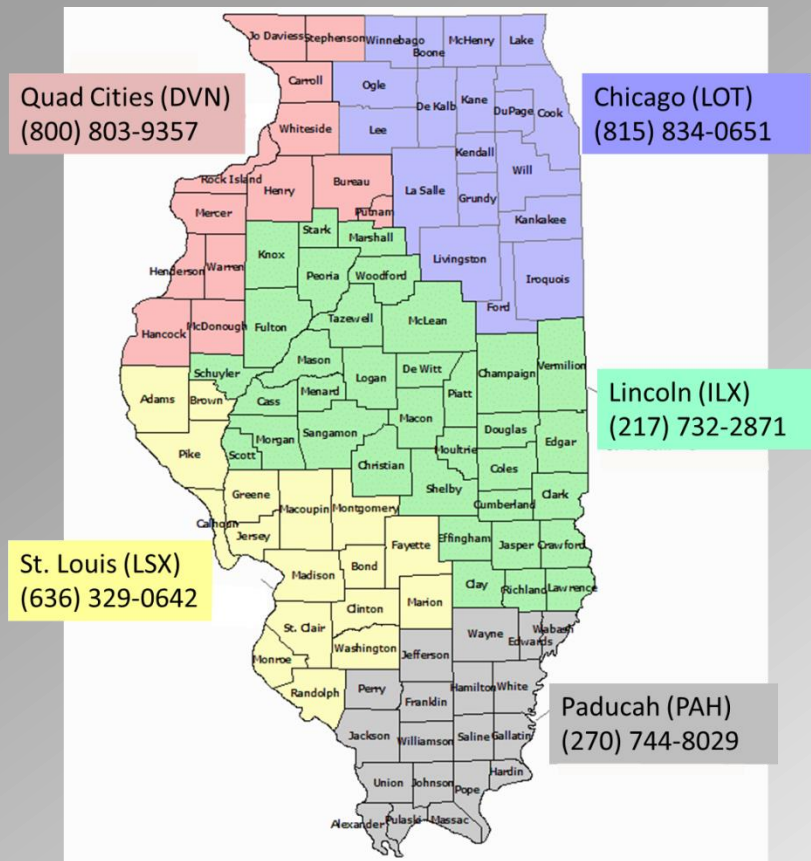 Jo Daviess Stephenson Winnebago Boone McHenry Lake
Carroll Ogle De Kalb Kane DuPage Cook
Quad Cities (DVN)
(800) 803-9357
Chicago (LOT)
(815) 834-0651
Whiteside Lee Kendall Will
Rock Island Henry Bureau Putnam La Salle Grundy Kankakee
Mercer Stark Marshall
Henderson Warren Knox Peoria Woodford Livingston Ford Iroquois
Hancock McDonough Fulton Tazewell McLean
Schuyler Mason Logan De Witt Champaign Vermilion
Adams Brown Cass Menard Piatt
Lincoln (ILX)
(217) 732-2871
Pike Scott Morgan Sangamon Macon Moultrie Douglas Edgar
Christian Shelby Coles Cumberland Clark
Calhoun Greene Jersey Macoupin Montgomery
Fayette Effingham Jasper Crawford
St. Louis (LSX)
(636) 329-0642
Madison Bond Clay Richland Lawrence
St. Clair Clinton Marion
Monroe Washington Jefferson Wayne Edwards Wabash
Randolph Perry Franklin Hamilton White
Paducah (PAH)
(270) 744-8029
Jackson Williamson Saline Gallatin
Union Johnson Pope Hardin
Alexander Pulaski Massac